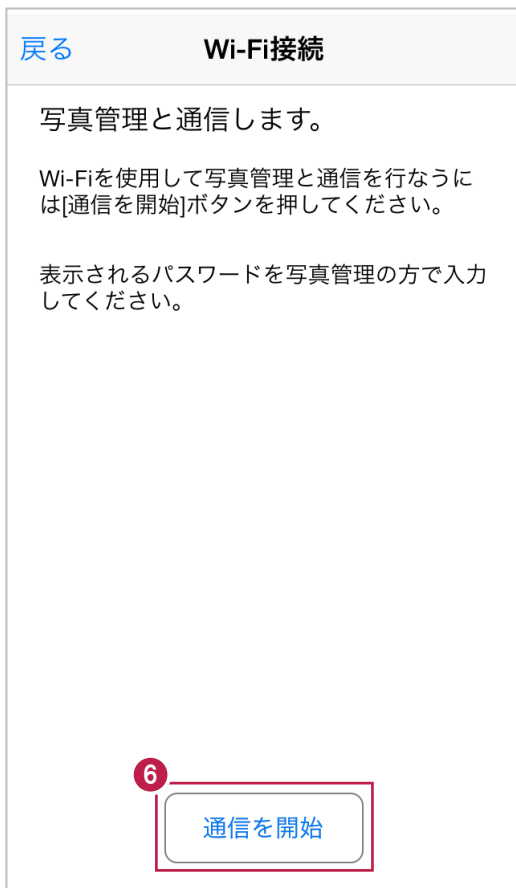 戻る Wi-Fi接続
写真管理と通信します。
Wi-Fiを使用して写真管理と通信を行なうに
は[通信を開始]ボタンを押してください。
表示されるパスワードを写真管理の方で入力
してください。
6
通信を開始